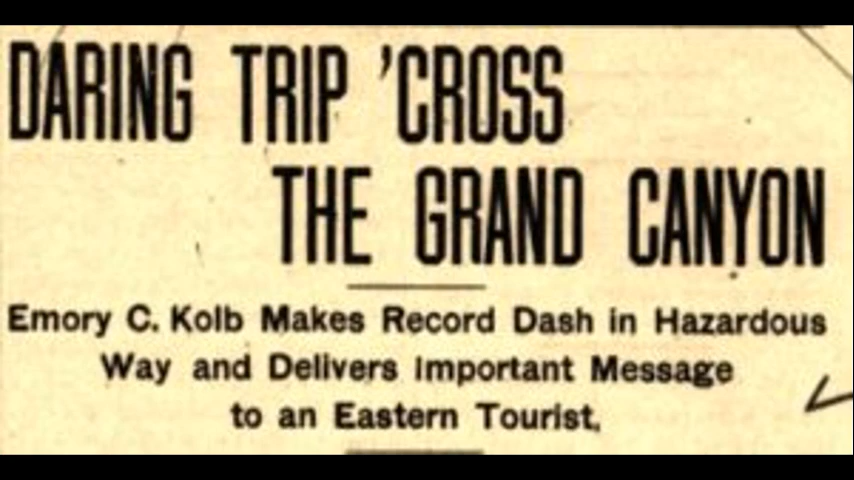 DARING TRIP 'CROSS
THE GRAND CANYON
Emory C. Kolb Makes Record Dash in Hazardous
Way and Delivers Important Message
to an Eastern Tourist.